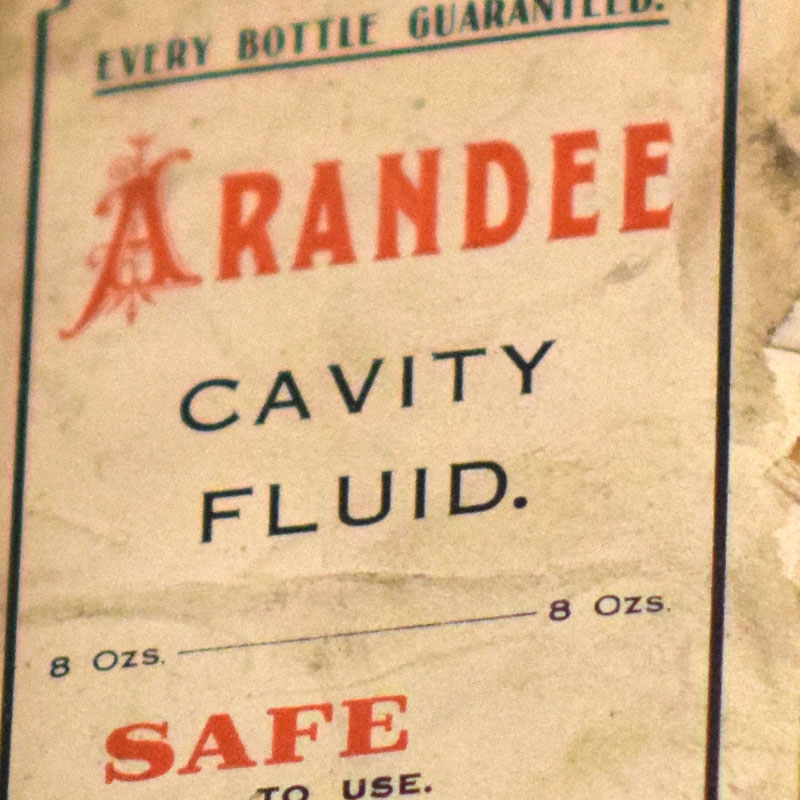 EVERY BOTTLE GUARANTEED.
ARANDEE
CAVITY
FLUID.
8 Ozs. 8 Ozs.
SAFE
TO USE.